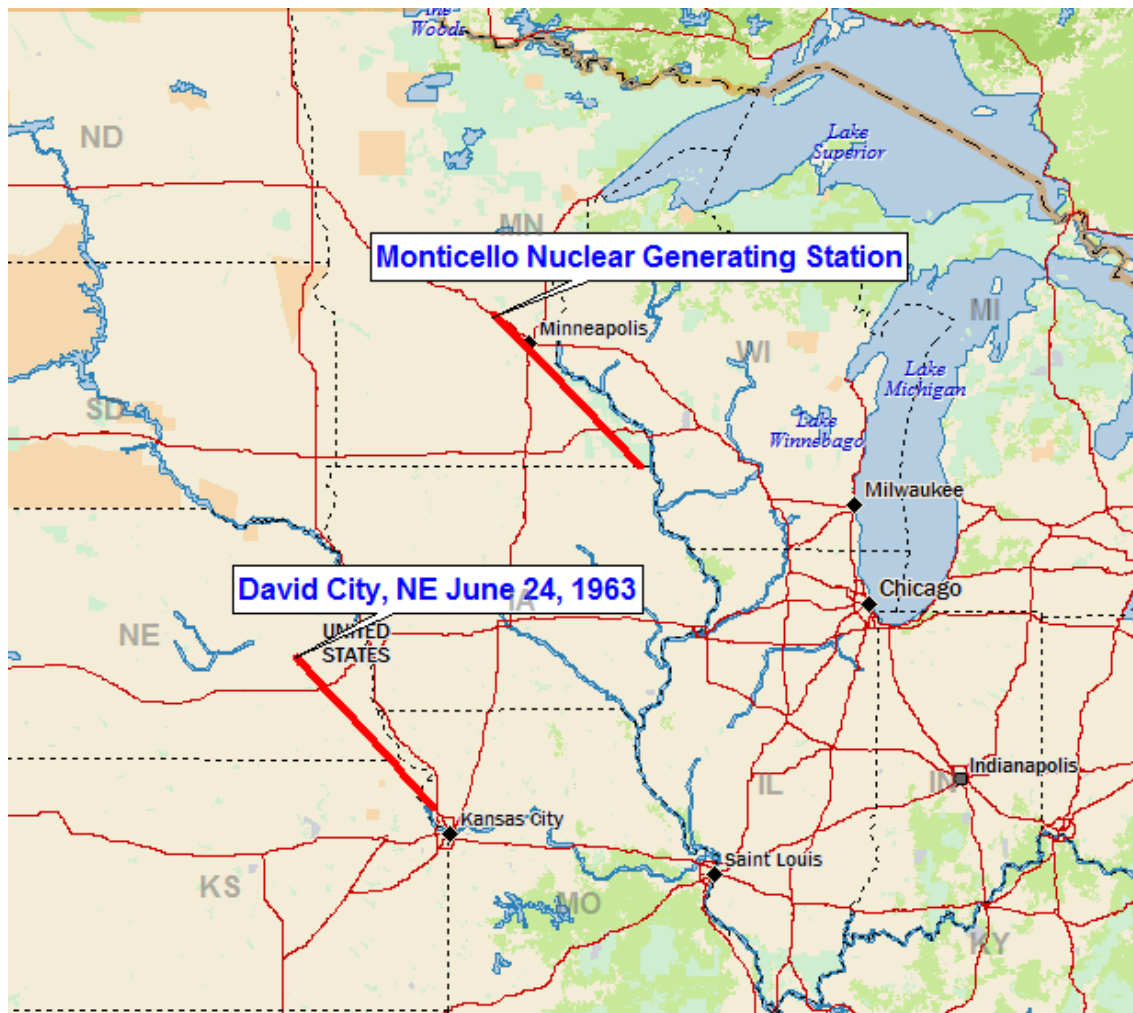 the
Woods
ND
Lake
Superior
MN
Monticello Nuclear Generating Station
Minneapolis
MI
WI
Lake
Michigan
SD
Lake
Winnebago
Milwaukee
David City, NE June 24, 1963
IA
Chicago
NE
UNITED
STATES
Indianapolis
IL
IN
Kansas City
Saint Louis
KS
MO
KY